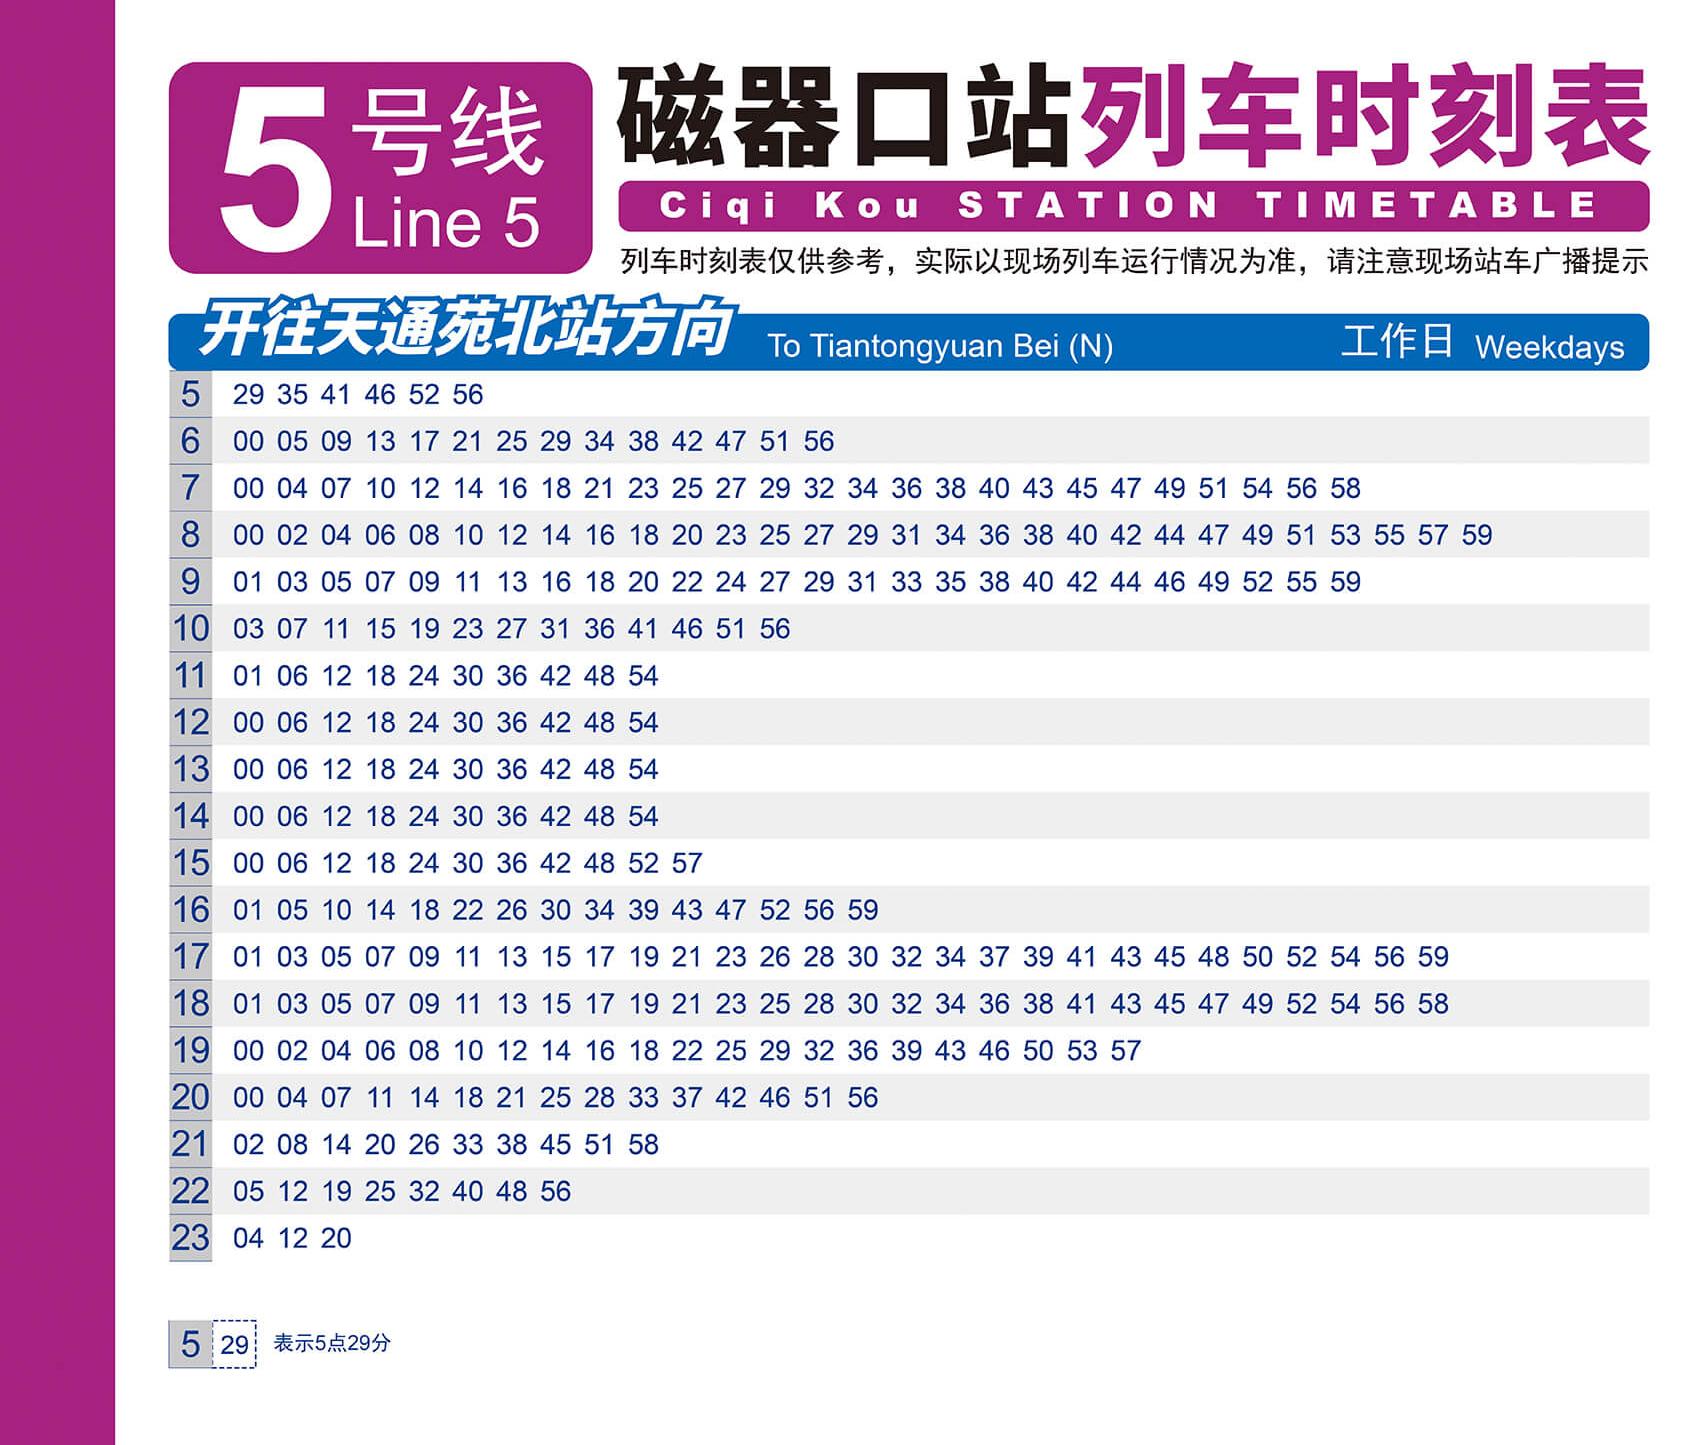 5号线
Line 5
磁器口站列车时刻表
Ciqi Kou STATION TIMETABLE
列车时刻表仅供参考，实际以现场列车运行情况为准，请注意现场站车广播提示
开往天通苑北站方向 To Tiantongyuan Bei (N) 工作日 Weekdays
5 29 35 41 46 52 56
6 00 05 09 13 17 21 25 29 34 38 42 47 51 56
7 00 04 07 10 12 14 16 18 21 23 25 27 29 32 34 36 38 40 43 45 47 49 51 54 56 58
8 00 02 04 06 08 10 12 14 16 18 20 23 25 27 29 31 34 36 38 40 42 44 47 49 51 53 55 57 59
9 01 03 05 07 09 11 13 16 18 20 22 24 27 29 31 33 35 38 40 42 44 46 49 52 55 59
10 03 07 11 15 19 23 27 31 36 41 46 51 56
11 01 06 12 18 24 30 36 42 48 54
12 00 06 12 18 24 30 36 42 48 54
13 00 06 12 18 24 30 36 42 48 54
14 00 06 12 18 24 30 36 42 48 54
15 00 06 12 18 24 30 36 42 48 52 57
16 01 05 10 14 18 22 26 30 34 39 43 47 52 56 59
17 01 03 05 07 09 11 13 15 17 19 21 23 26 28 30 32 34 37 39 41 43 45 48 50 52 54 56 59
18 01 03 05 07 09 11 13 15 17 19 21 23 25 28 30 32 34 36 38 41 43 45 47 49 52 54 56 58
19 00 02 04 06 08 10 12 14 16 18 22 25 29 32 36 39 43 46 50 53 57
20 00 04 07 11 14 18 21 25 28 33 37 42 46 51 56
21 02 08 14 20 26 33 38 45 51 58
22 05 12 19 25 32 40 48 56
23 04 12 20
5 29 表示5点29分